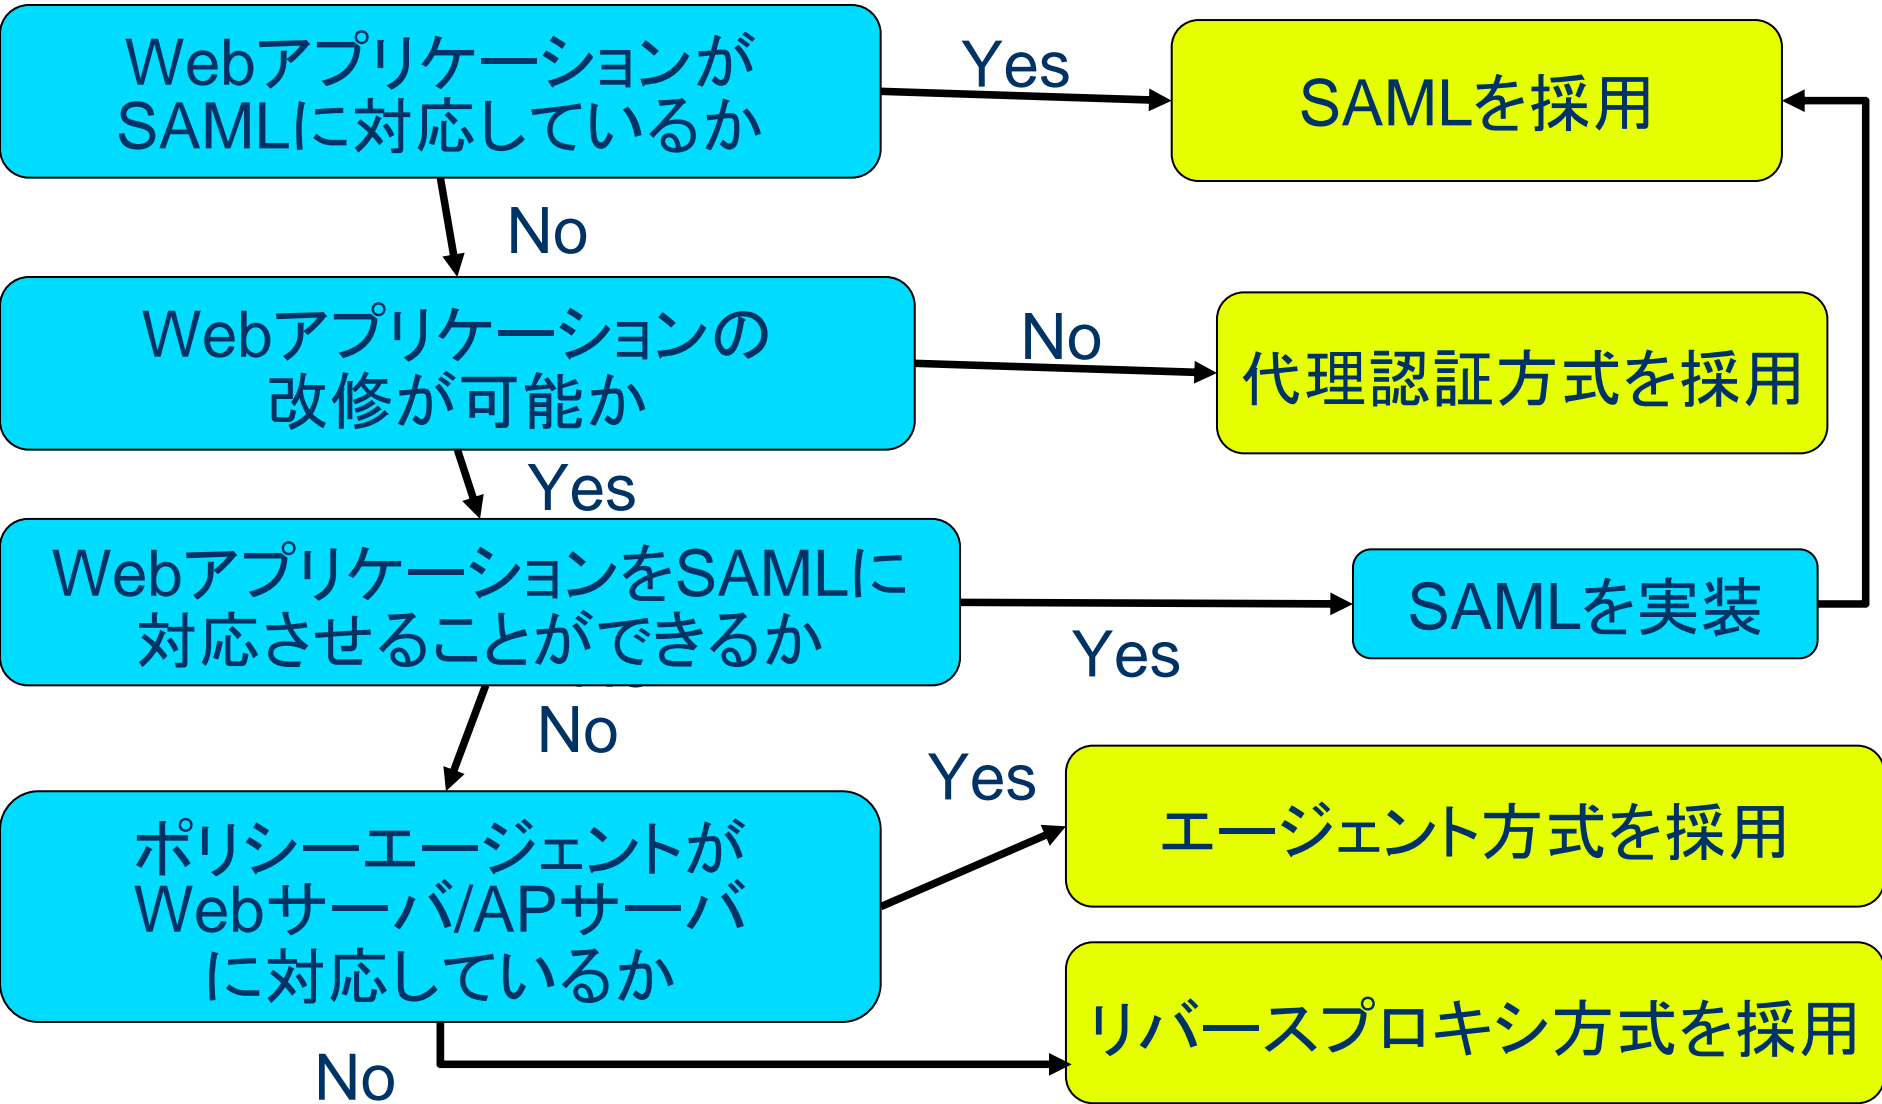 Webアプリケーションが
SAMLに対応しているか
Yes
SAMLを採用
No
Webアプリケーションの
改修が可能か
No
代理認証方式を採用
Yes
WebアプリケーションをSAMLに
対応させることができるか
Yes
SAMLを実装
No
ポリシーエージェントが
Webサーバ/APサーバ
に対応しているか
Yes
エージェント方式を採用
No
リバースプロキシ方式を採用